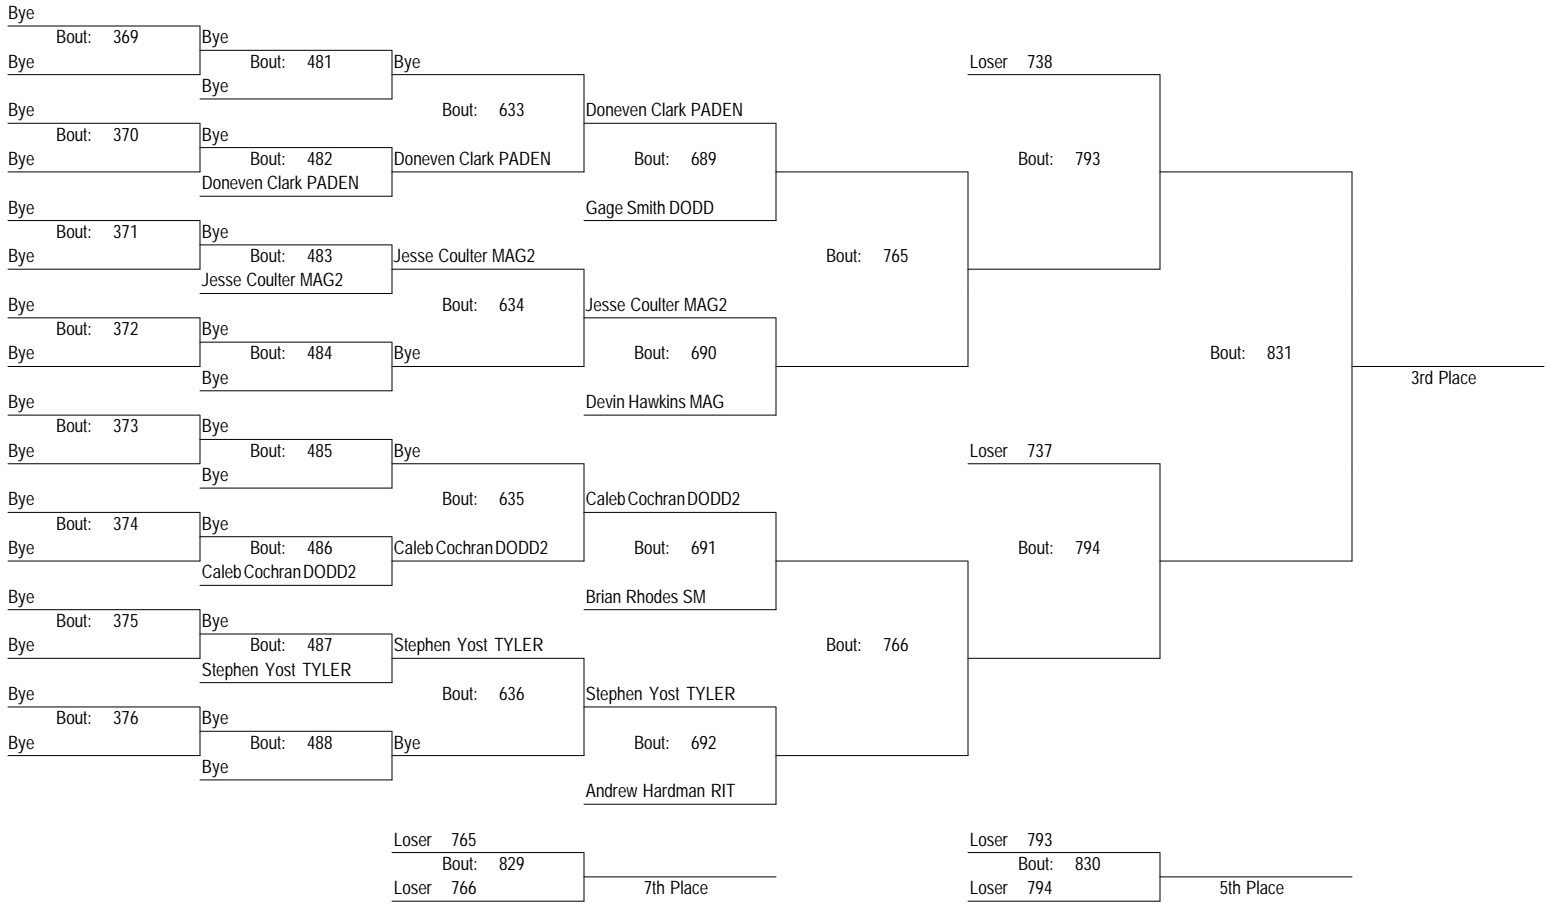 Bye
Bout: 369 Bye
Bye Bout: 481 Bye Loser 738
Bye
Bye Bout: 633 Doneven Clark PADEN
Bout: 370 Bye
Bye Bout: 482 Doneven Clark PADEN Bout: 689 Bout: 793
Doneven Clark PADEN
Bye Gage Smith DODD
Bout: 371 Bye
Bye Bout: 483 Jesse Coulter MAG2 Bout: 765
Jesse Coulter MAG2
Bye Bout: 634 Jesse Coulter MAG2
Bout: 372 Bye
Bye Bout: 484 Bye Bout: 690 Bout: 831
Bye 3rd Place
Bye Devin Hawkins MAG
Bout: 373 Bye
Bye Bout: 485 Bye Loser 737
Bye
Bye Bout: 635 Caleb Cochran DODD2
Bout: 374 Bye
Bye Bout: 486 Caleb Cochran DODD2 Bout: 691 Bout: 794
Caleb Cochran DODD2
Bye Brian Rhodes SM
Bout: 375 Bye
Bye Bout: 487 Stephen Yost TYLER Bout: 766
Stephen Yost TYLER
Bye Bout: 636 Stephen Yost TYLER
Bout: 376 Bye
Bye Bout: 488 Bye Bout: 692
Bye
Andrew Hardman RIT
Loser 765 Loser 793
Bout: 829 Bout: 830
Loser 766 7th Place Loser 794 5th Place